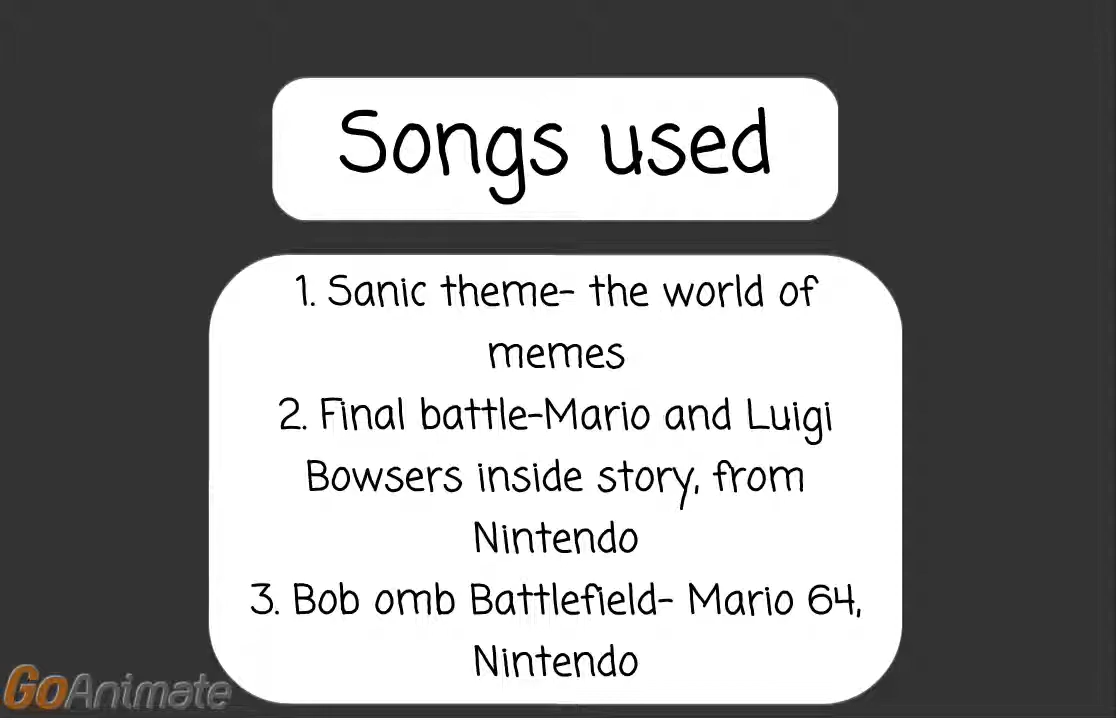 Songs used
1. Sanic theme- the world of
memes
2. Final battle-Mario and Luigi
Bowsers inside story, from
Nintendo
3. Bob omb Battlefield- Mario 64,
Nintendo
GoAnimate